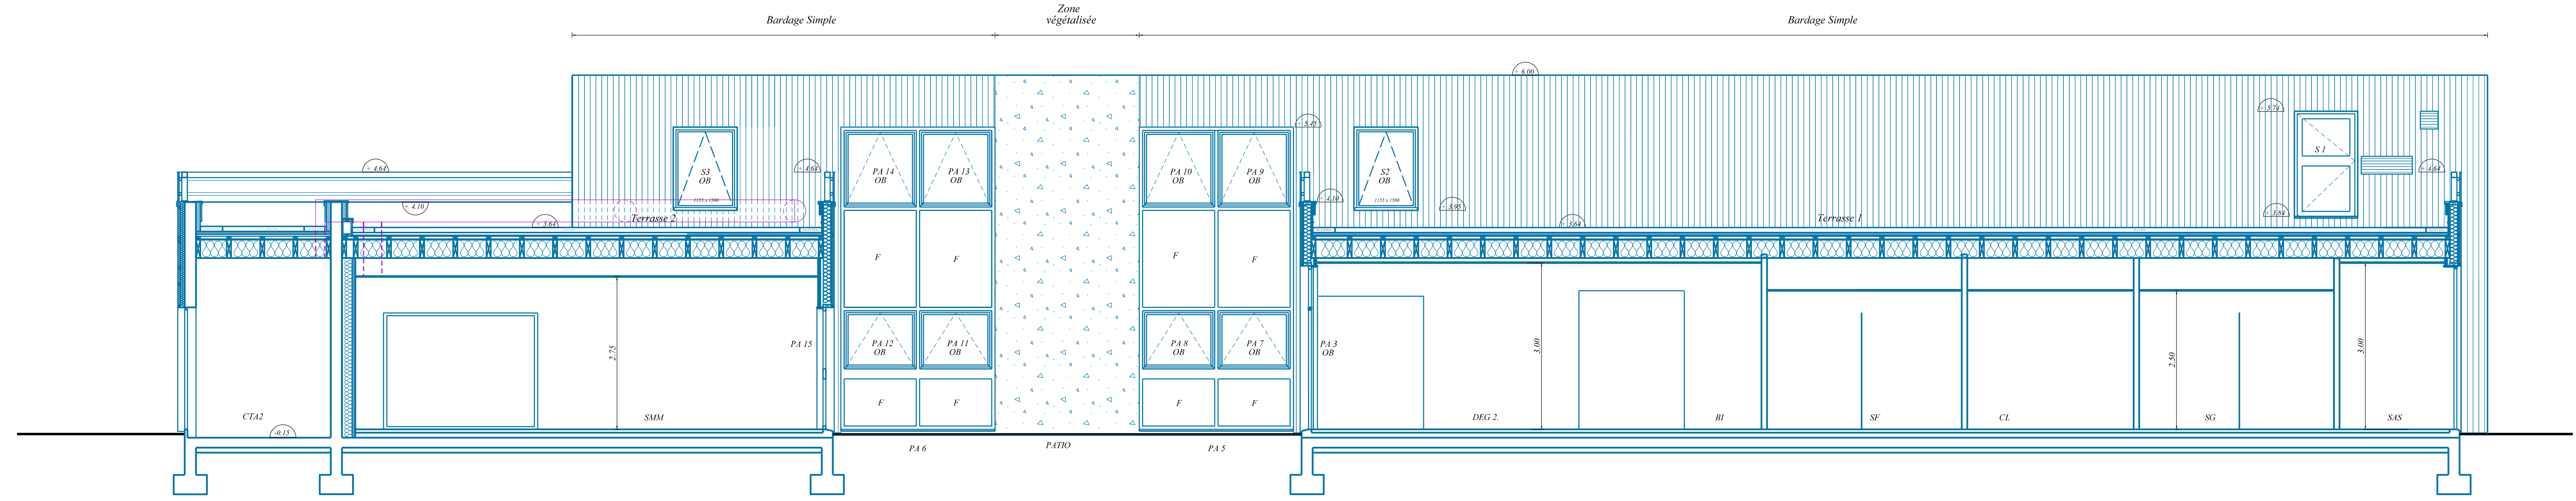 Zone
végétalisée
Bardage Simple
Bardage Simple
+ 6.00
+ 5.74
+ 5.45
S 1
+ 4.64
+ 4.64
+ 4.64
S3
OB
1155 x 1500
PA 14
OB
PA 13
OB
PA 10
OB
PA 9
OB
S2
OB
1155 x 1500
+ 4.10
+ 4.10
+ 3.95
+ 3.84
+ 3.64
Terrasse 2
+ 3.64
Terrasse 1
F
F
F
F
2.75
PA 15
PA 12
OB
PA 11
OB
PA 8
OB
PA 7
OB
PA 3
OB
3.00
2.50
3.00
F
F
F
F
CTA2
-0.15
SMM
DEG 2.
BI
SF
CL
SG
SAS
PA 6
PATIO
PA 5